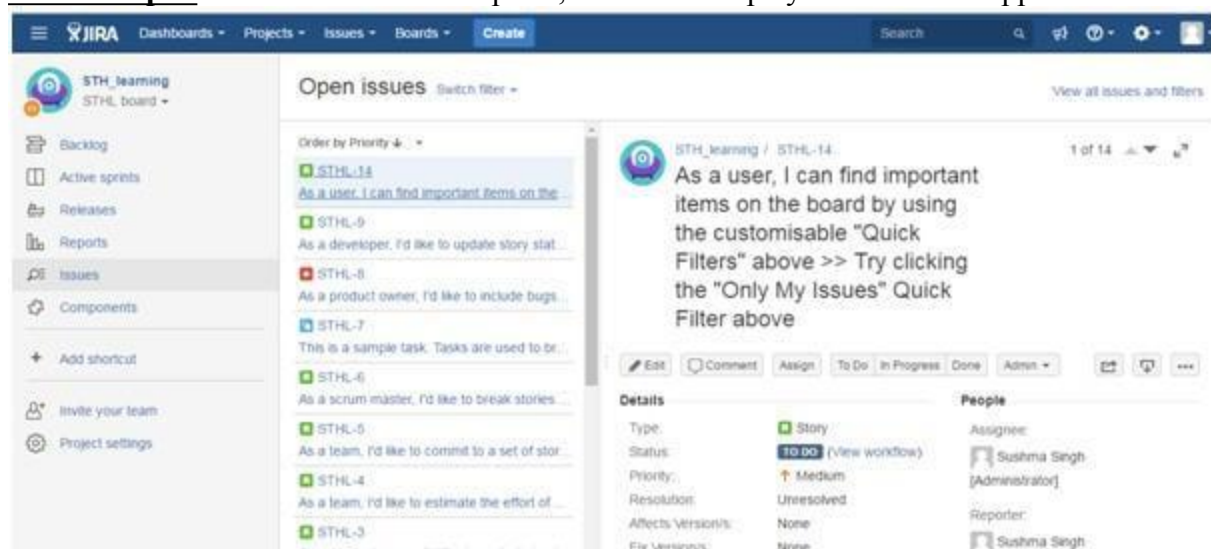 JIRA Dashboards Projects Issues Boards Create Search
STH_learning
STHL board
Backlog
Active sprints
Releases
Reports
Issues
Components
Add shortcut
Invite your team
Project settings
Open issues Switch filter
View all issues and filters
Order by Priority
STHL-14
As a user, I can find important items on the ...
STHL-9
As a developer, I'd like to update story stat...
STHL-8
As a product owner, I'd like to include bugs...
STHL-7
This is a sample task. Tasks are used to br...
STHL-6
As a scrum master, I'd like to break stories ...
STHL-5
As a team, I'd like to commit to a set of stor...
STHL-4
As a team, I'd like to estimate the effort of ...
STHL-3
STH_learning / STHL-14
1 of 14
As a user, I can find important
items on the board by using
the customisable "Quick
Filters" above >> Try clicking
the "Only My Issues" Quick
Filter above
Edit Comment Assign To Do In Progress Done Admin
Details
Type: Story
Status: TO DO (View workflow)
Priority: Medium
Resolution: Unresolved
Affects Version/s: None
Fix Version/s: None
People
Assignee:
Sushma Singh
[Administrator]
Reporter:
Sushma Singh